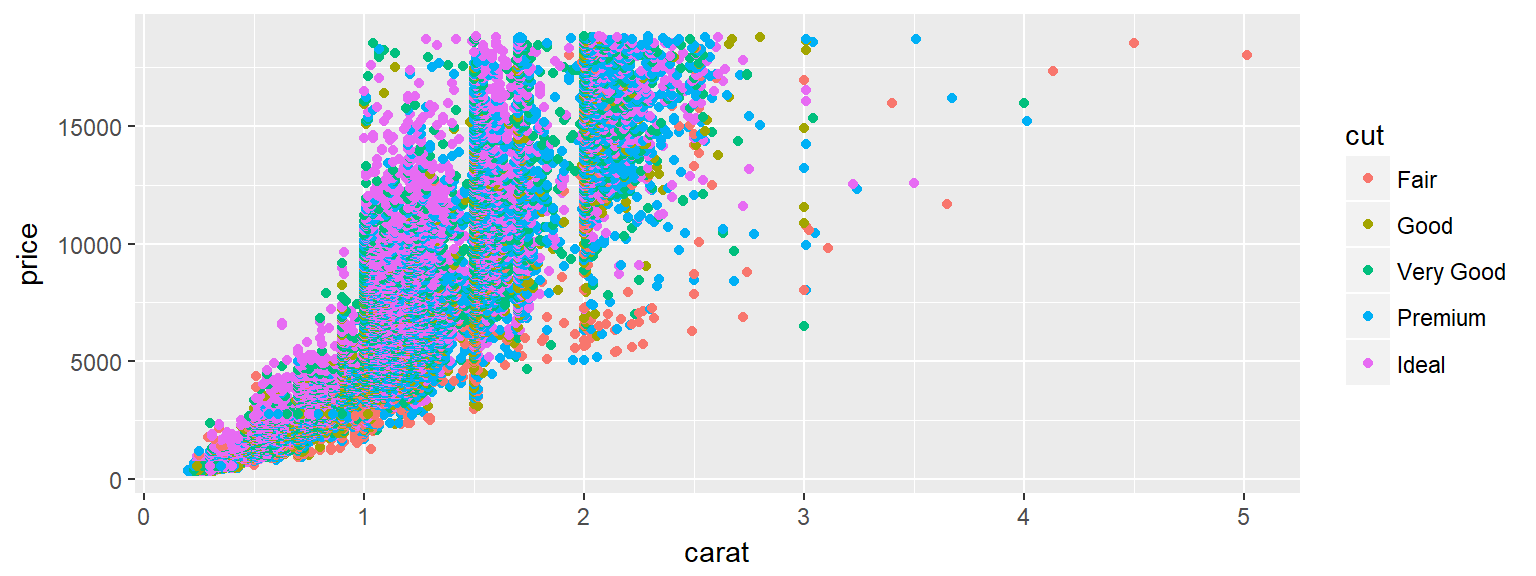 price
15000
10000
5000
0
0 1 2 3 4 5
carat
cut
Fair
Good
Very Good
Premium
Ideal